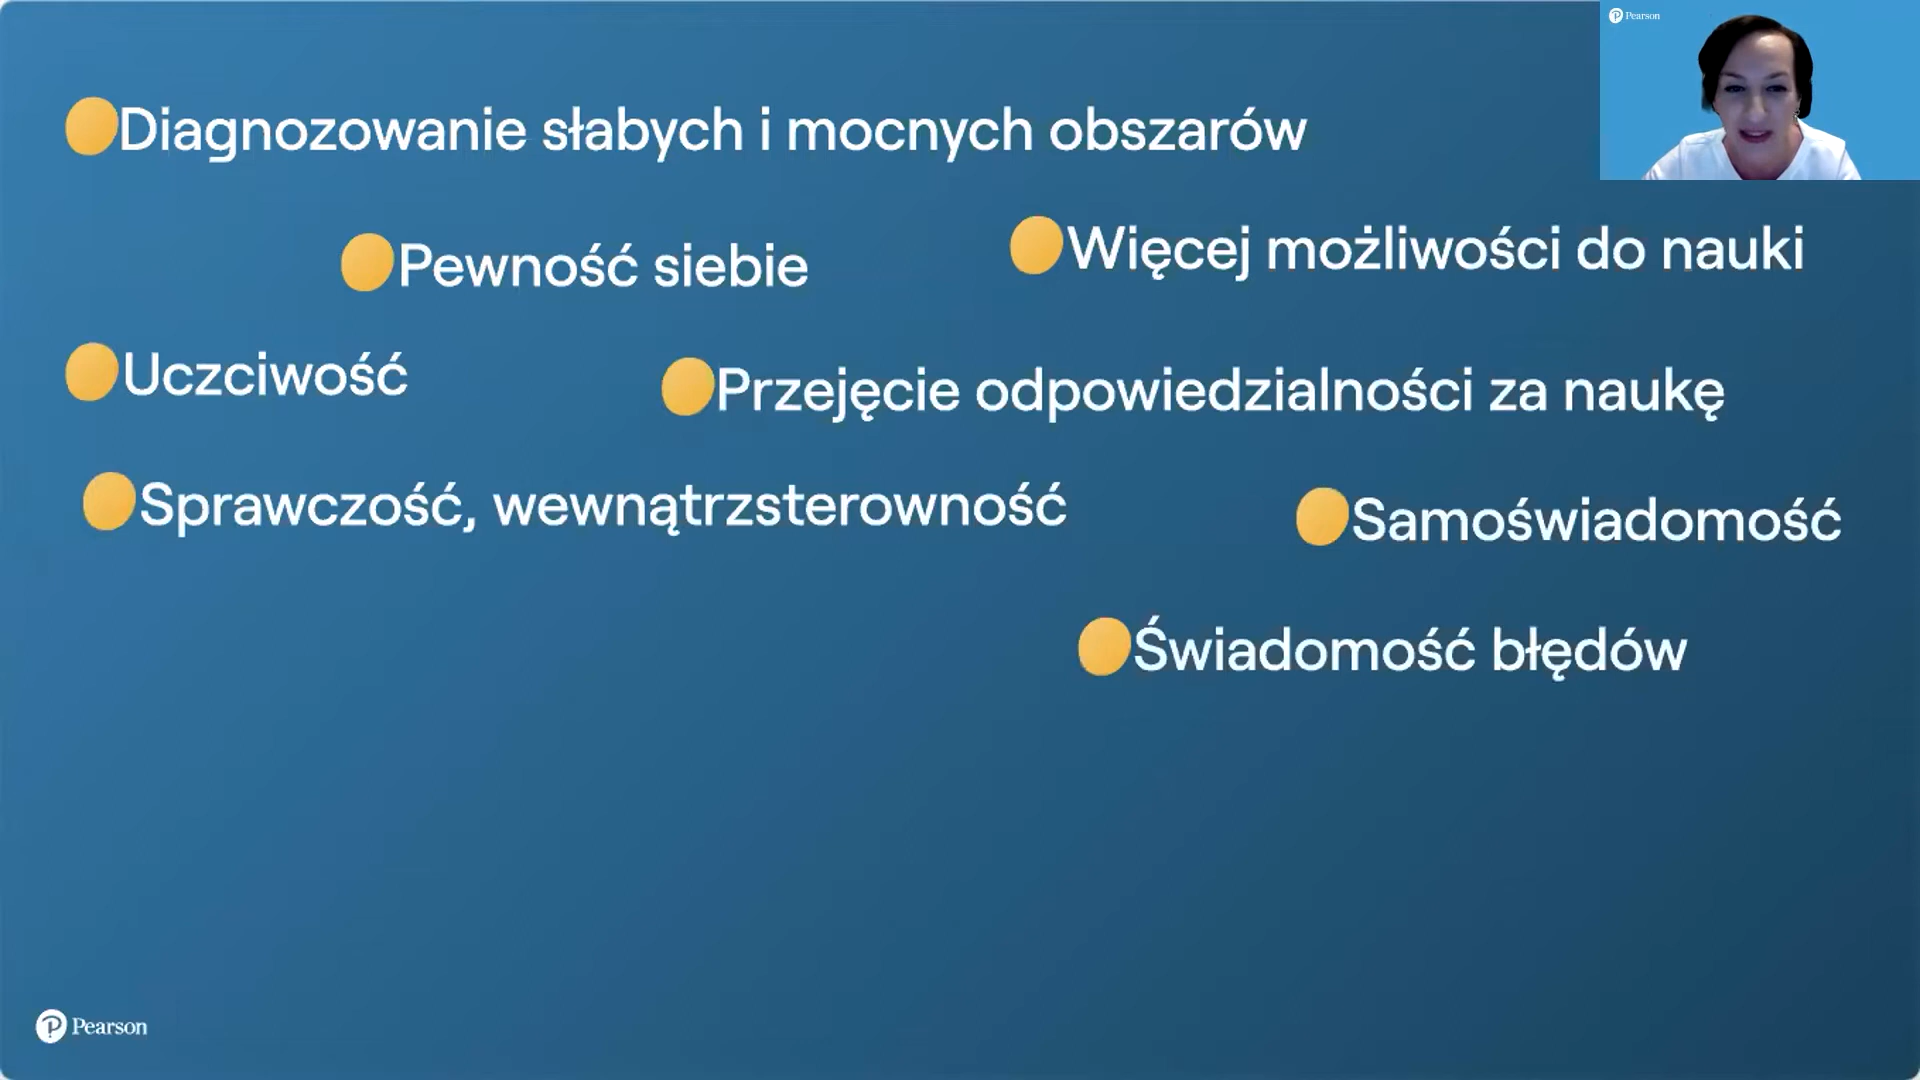 Pearson
Diagnozowanie słabych i mocnych obszarów
Pewność siebie
Więcej możliwości do nauki
Uczciwość
Przejęcie odpowiedzialności za naukę
Sprawczość, wewnątrzsterowność
Samoświadomość
Świadomość błędów
Pearson